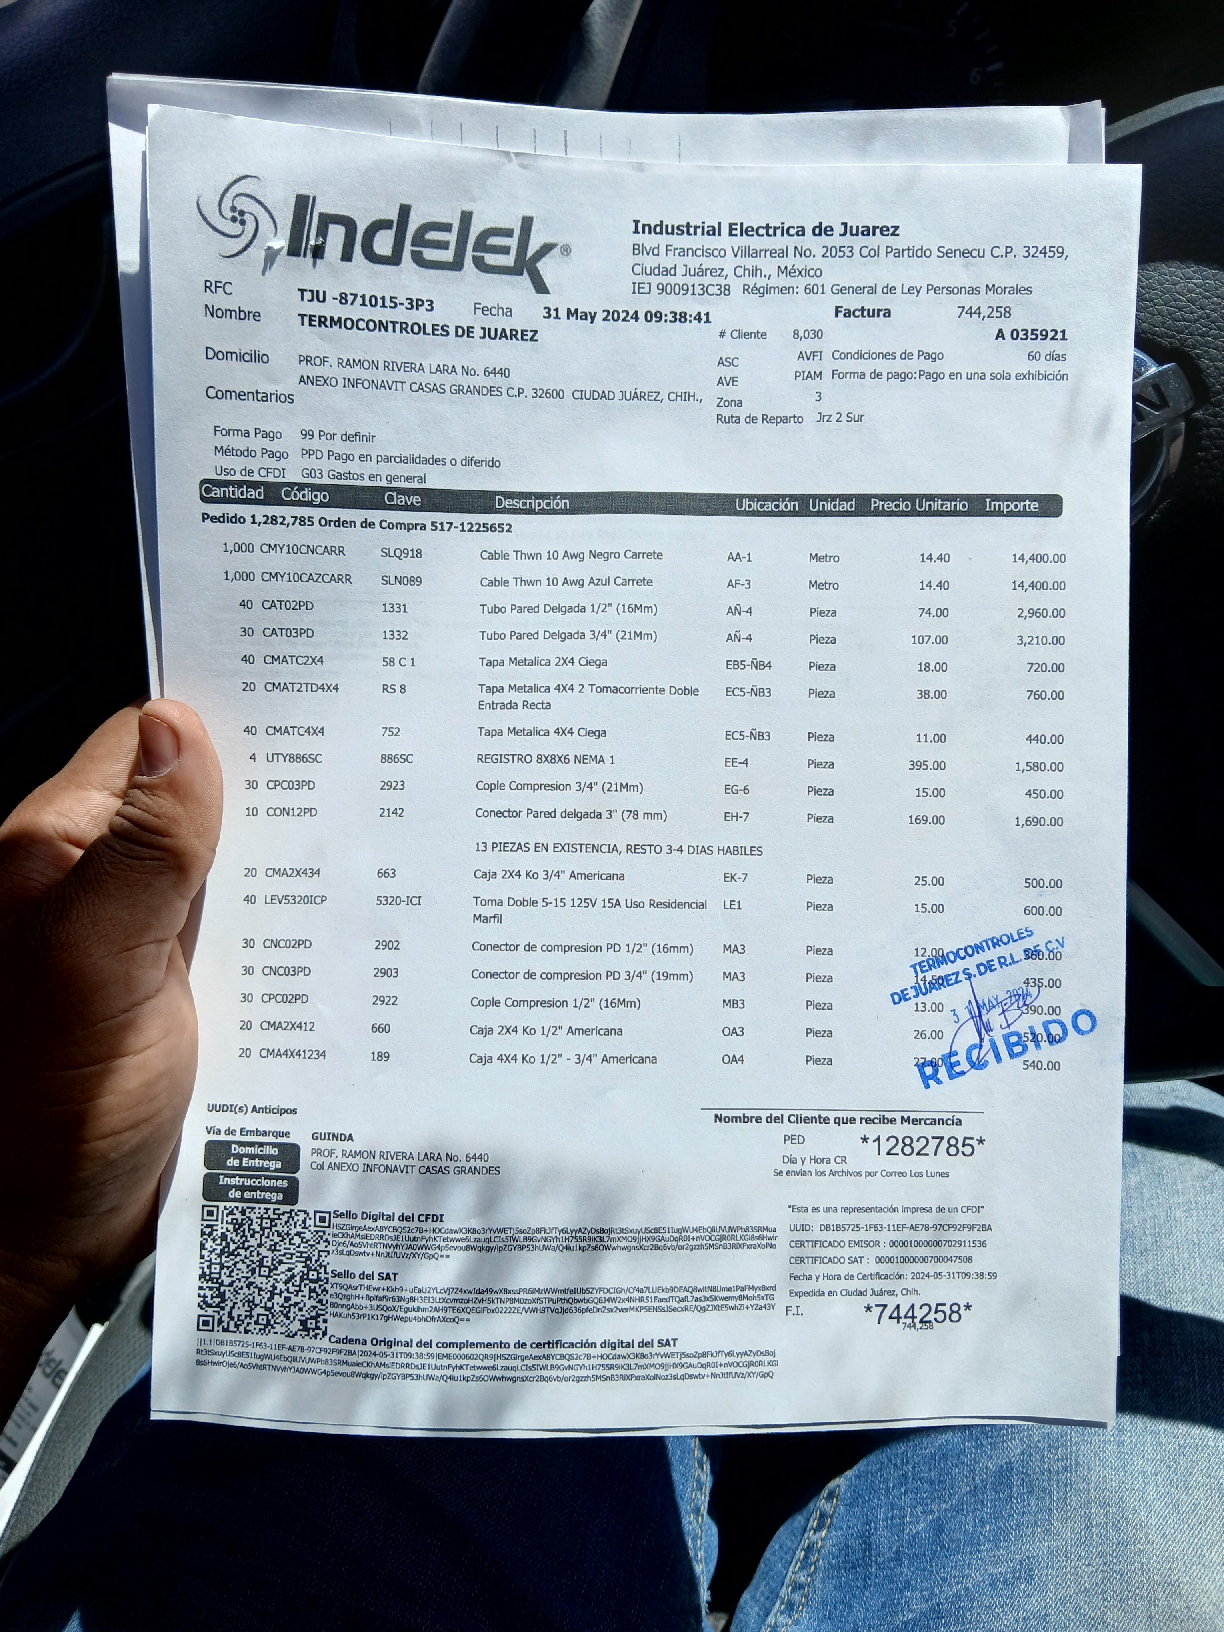 Indelek®
Industrial Electrica de Juarez
Blvd Francisco Villarreal No. 2053 Col Partido Senecu C.P. 32459,
Ciudad Juárez, Chih., México
IEJ 900913C38 Régimen: 601 General de Ley Personas Morales
RFC TJU -871015-3P3 Fecha 31 May 2024 09:38:41 Factura 744,258
Nombre TERMOCONTROLES DE JUAREZ # Cliente 8,030 A 035921
Domicilio PROF. RAMON RIVERA LARA No. 6440 ASC AVFI Condiciones de Pago 60 días
ANEXO INFONAVIT CASAS GRANDES C.P. 32600 CIUDAD JUÁREZ, CHIH., AVE PIAM Forma de pago:Pago en una sola exhibición
Comentarios Zona 3
Ruta de Reparto Jrz 2 Sur
Forma Pago 99 Por definir
Método Pago PPD Pago en parcialidades o diferido
Uso de CFDI G03 Gastos en general
Cantidad Código Clave Descripción Ubicación Unidad Precio Unitario Importe
Pedido 1,282,785 Orden de Compra 517-1225652
1,000 CMY10CNCARR SLQ918 Cable Thwn 10 Awg Negro Carrete AA-1 Metro 14.40 14,400.00
1,000 CMY10CAZCARR SLN089 Cable Thwn 10 Awg Azul Carrete AF-3 Metro 14.40 14,400.00
40 CAT02PD 1331 Tubo Pared Delgada 1/2" (16Mm) AÑ-4 Pieza 74.00 2,960.00
30 CAT03PD 1332 Tubo Pared Delgada 3/4" (21Mm) AÑ-4 Pieza 107.00 3,210.00
40 CMATC2X4 58 C 1 Tapa Metalica 2X4 Ciega EB5-ÑB4 Pieza 18.00 720.00
20 CMAT2TD4X4 RS 8 Tapa Metalica 4X4 2 Tomacorriente Doble EC5-ÑB3 Pieza 38.00 760.00
Entrada Recta
40 CMATC4X4 752 Tapa Metalica 4X4 Ciega EC5-ÑB3 Pieza 11.00 440.00
4 UTY886SC 886SC REGISTRO 8X8X6 NEMA 1 EE-4 Pieza 395.00 1,580.00
30 CPC03PD 2923 Cople Compresion 3/4" (21Mm) EG-6 Pieza 15.00 450.00
10 CON12PD 2142 Conector Pared delgada 3" (78 mm) EH-7 Pieza 169.00 1,690.00
13 PIEZAS EN EXISTENCIA, RESTO 3-4 DIAS HABILES
20 CMA2X434 663 Caja 2X4 Ko 3/4" Americana EK-7 Pieza 25.00 500.00
40 LEV5320ICP 5320-ICI Toma Doble 5-15 125V 15A Uso Residencial LE1 Pieza 15.00 600.00
Marfil
30 CNC02PD 2902 Conector de compresion PD 1/2" (16mm) MA3 Pieza 12.00 360.00
30 CNC03PD 2903 Conector de compresion PD 3/4" (19mm) MA3 Pieza 14.50 435.00
30 CPC02PD 2922 Cople Compresion 1/2" (16Mm) MB3 Pieza 13.00 390.00
20 CMA2X412 660 Caja 2X4 Ko 1/2" Americana OA3 Pieza 26.00 520.00
20 CMA4X41234 189 Caja 4X4 Ko 1/2" - 3/4" Americana OA4 Pieza 27.00 540.00
TERMOCONTROLES
DE JUAREZ S. DE R.L. DE C.V
31 MAY. 2024
RECIBIDO
UUDI(s) Anticipos
Nombre del Cliente que recibe Mercancía
Vía de Embarque GUINDA
Domicilio de Entrega PROF. RAMON RIVERA LARA No. 6440
Col ANEXO INFONAVIT CASAS GRANDES
Instrucciones de entrega
PED *1282785*
Día y Hora CR
Se envian los Archivos por Correo Los Lunes
"Esta es una representación impresa de un CFDI"
UUID: DB1B5725-1F63-11EF-AE78-97CF92F9F2BA
CERTIFICADO EMISOR : 00001000000702911536
CERTIFICADO SAT : 00001000000700047508
Fecha y Hora de Certificación: 2024-05-31T09:38:59
Expedida en Ciudad Juárez, Chih.
F.I. *744258*
744,258
Sello Digital del CFDI
Sello del SAT
Cadena Original del complemento de certificación digital del SAT